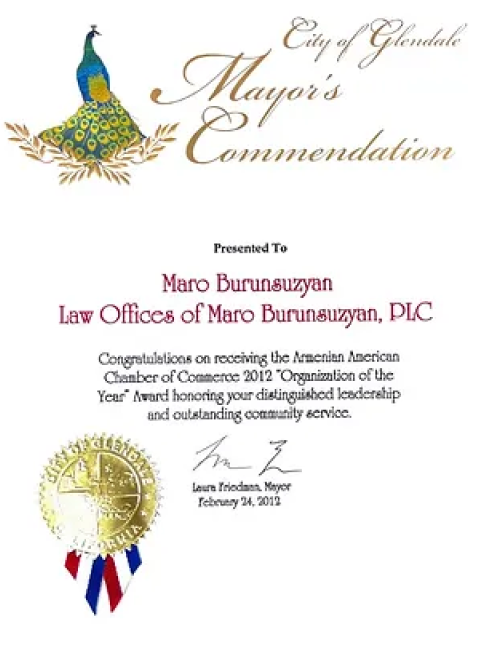 City of Glendale
Mayor's
Commendation
Presented To
Maro Burunsuzyan
Law Offices of Maro Burunsuzyan, PLC
Congratulations on receiving the Armenian American
Chamber of Commerce 2012 "Organization of the
Year" Award honoring your distinguished leadership
and outstanding community service.
Laura Friedman, Mayor
February 24, 2012
CITY OF GLENDALE
CALIFORNIA